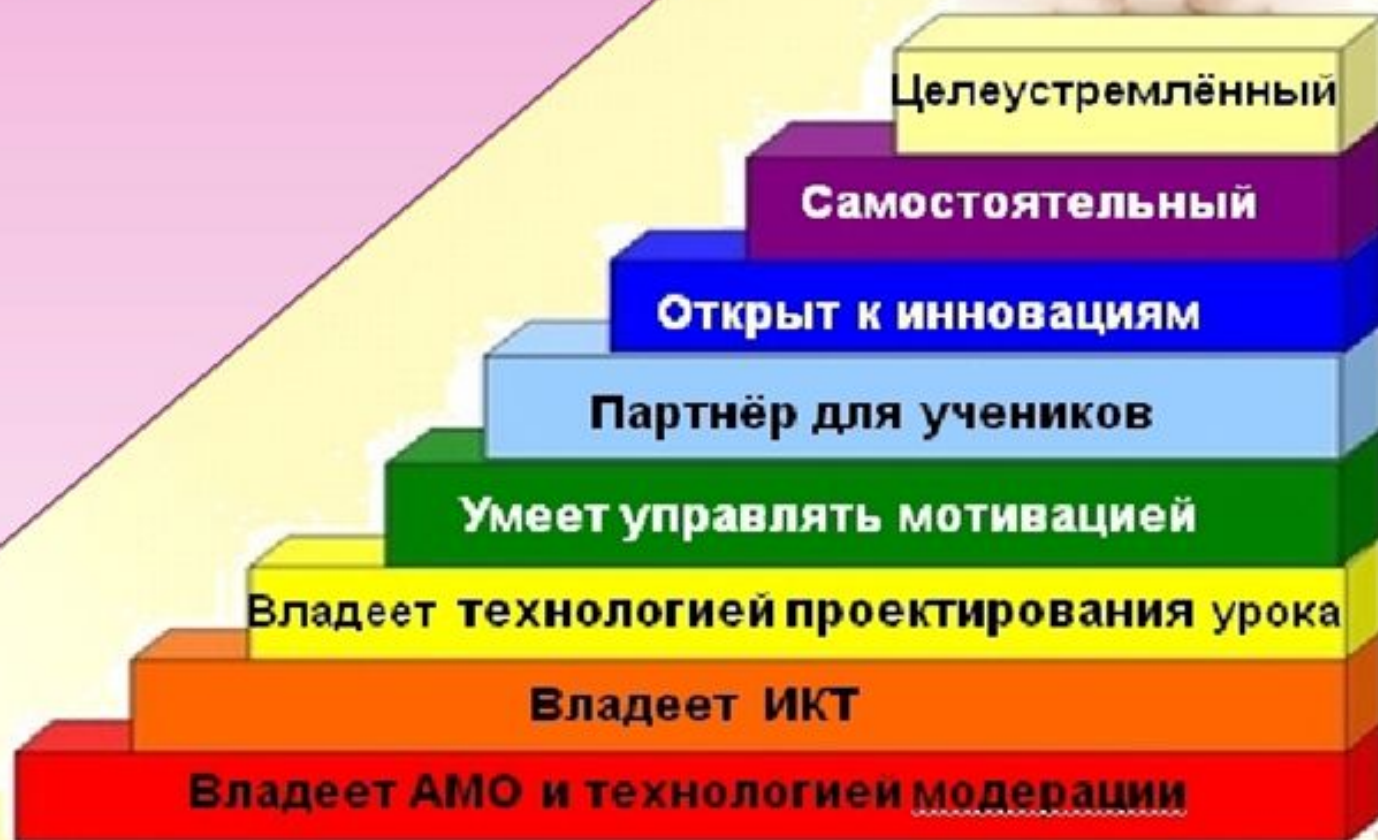 Целеустремлённый
Самостоятельный
Открыт к инновациям
Партнёр для учеников
Умеет управлять мотивацией
Владеет технологией проектирования урока
Владеет ИКТ
Владеет АМО и технологией модерации